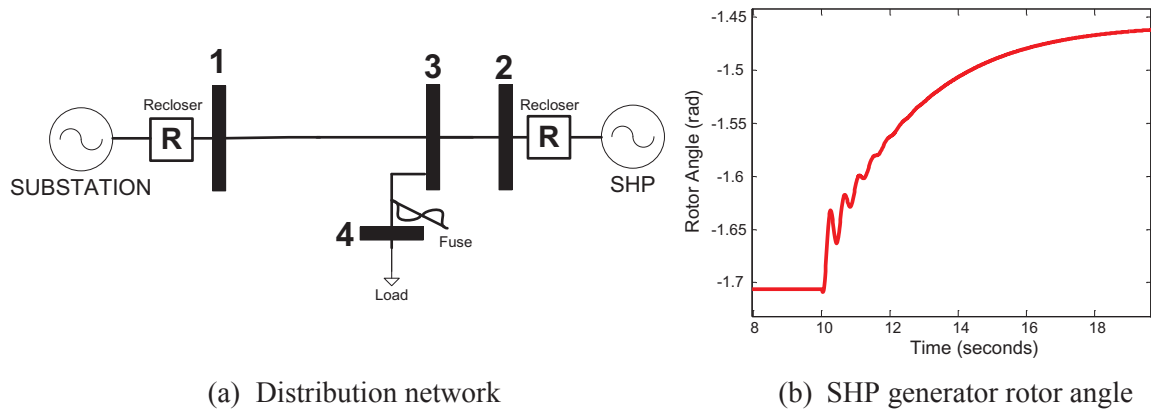 1
3
2
Recloser
R
Recloser
R
SUBSTATION
SHP
4
Fuse
Load
(a) Distribution network
-1.45
-1.5
-1.55
-1.6
-1.65
-1.7
Rotor Angle (rad)
8
10
12
14
16
18
Time (seconds)
(b) SHP generator rotor angle